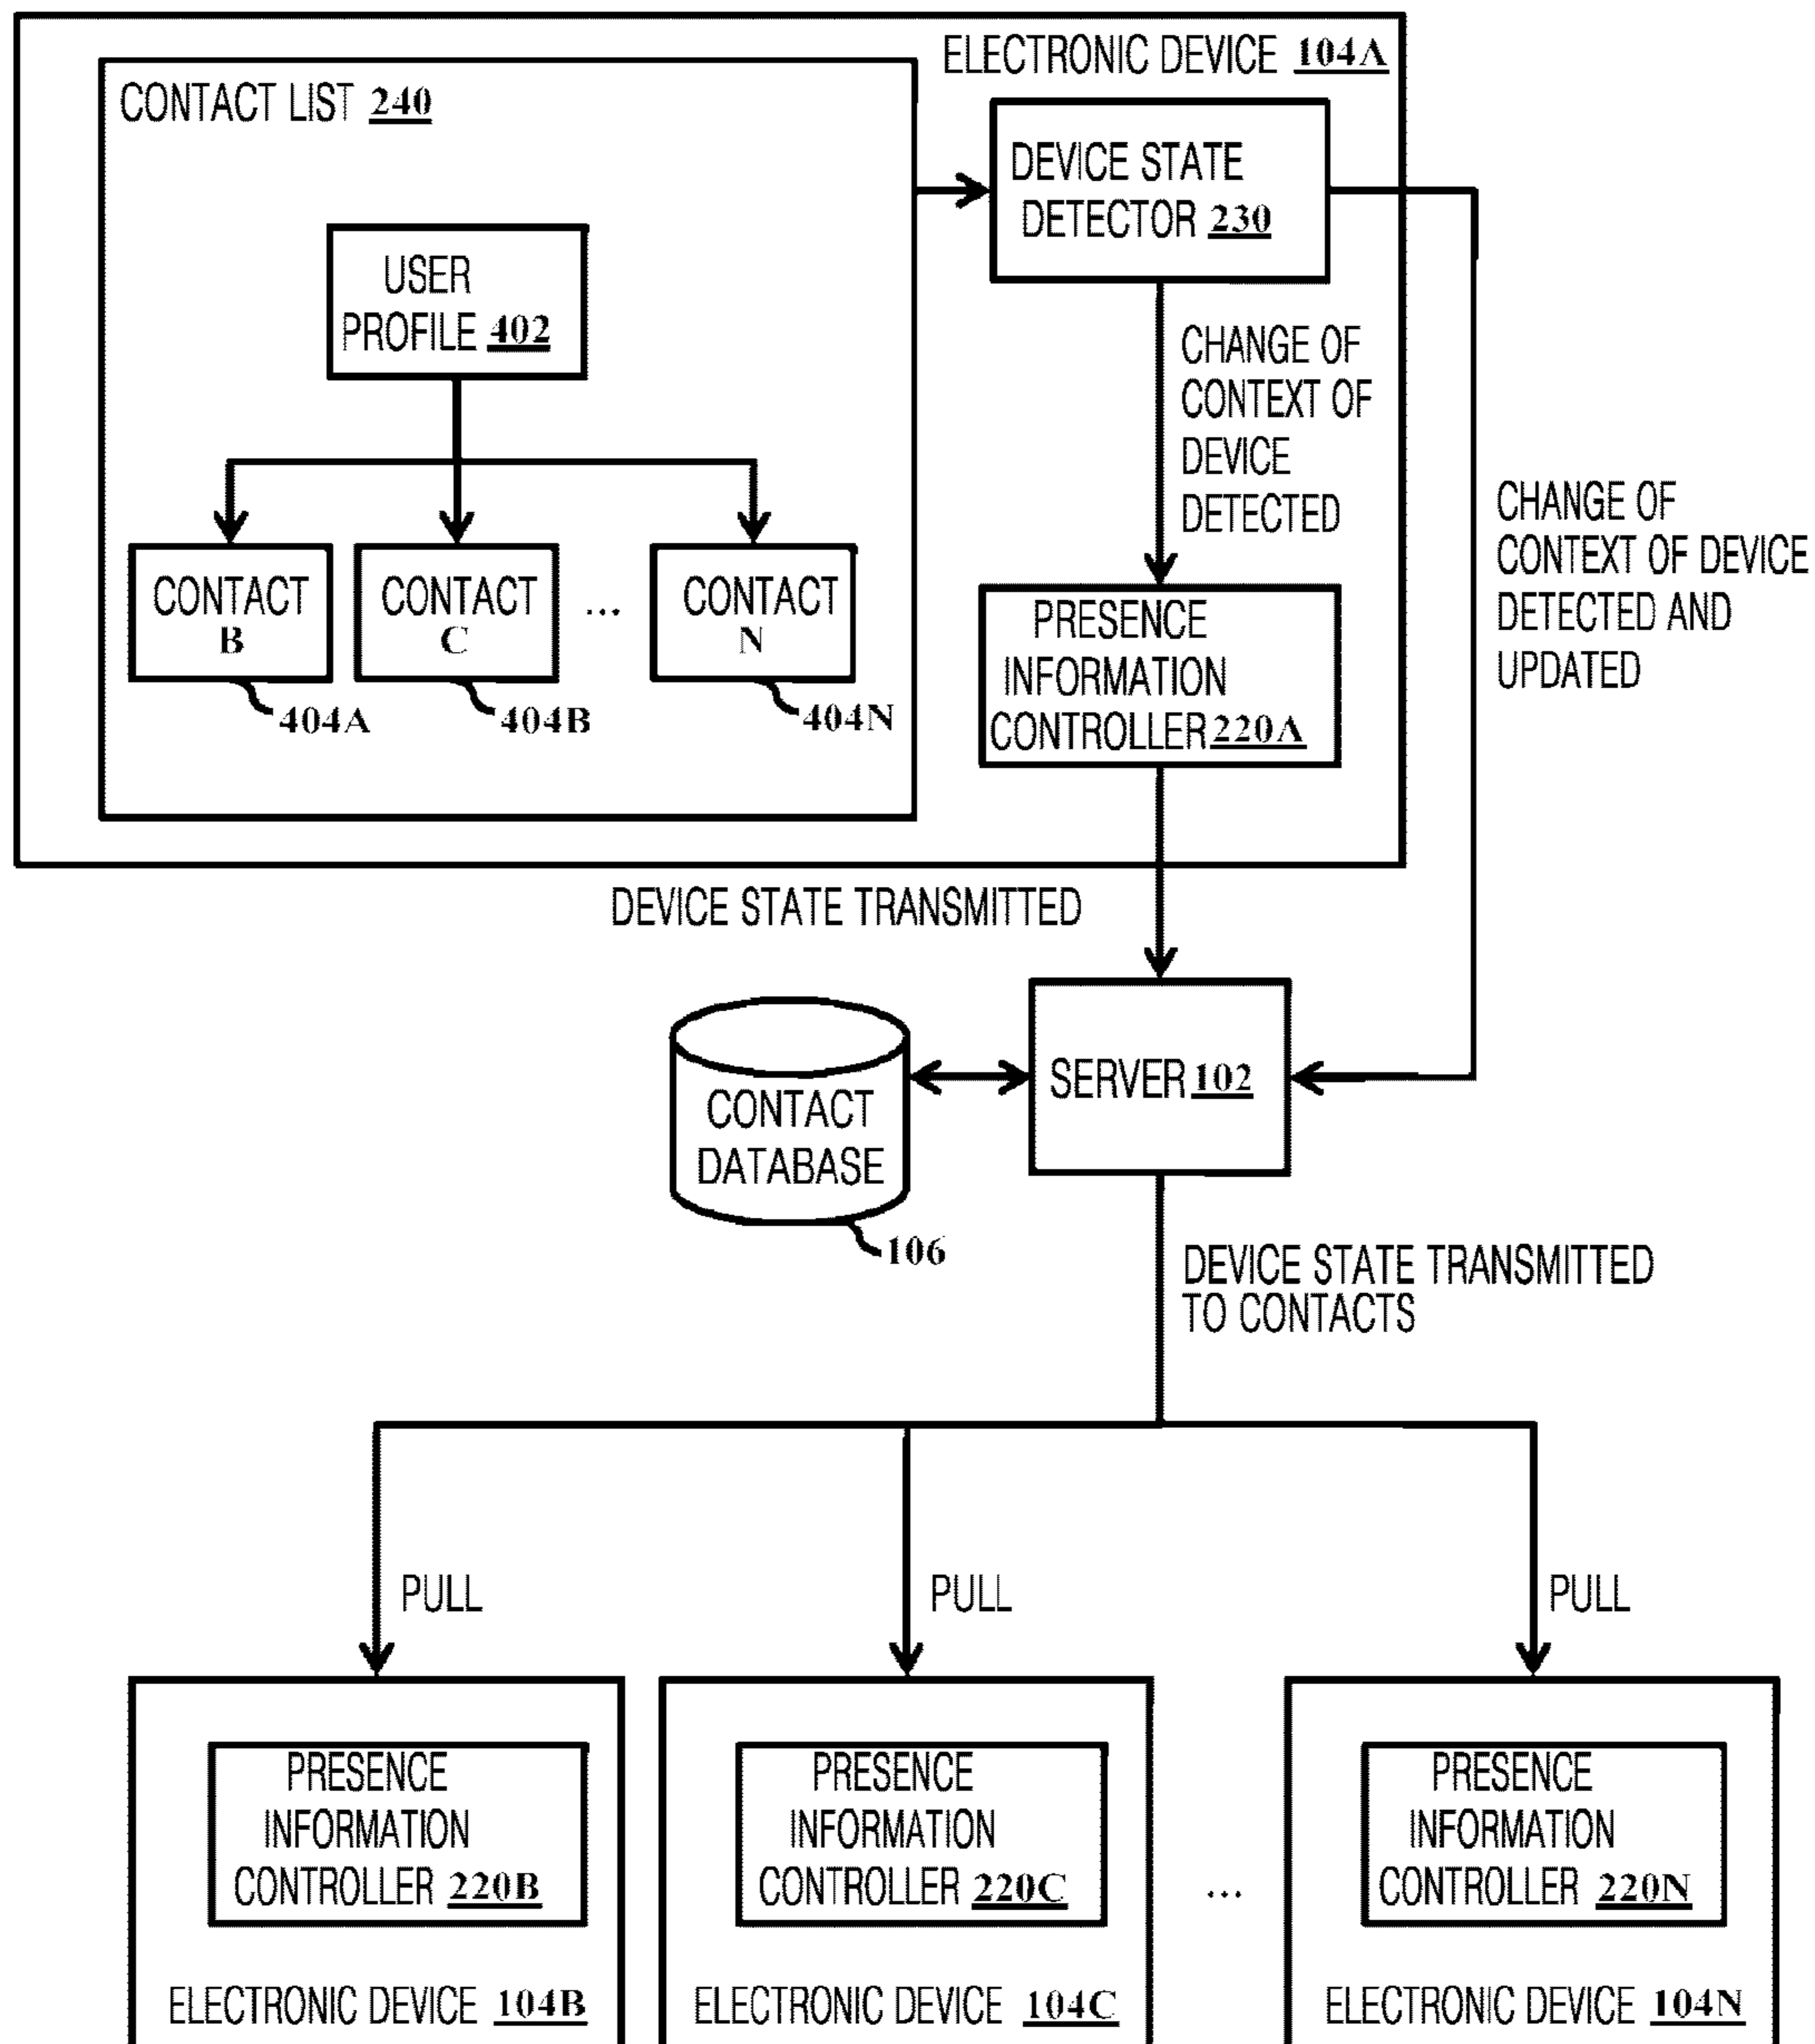 ELECTRONIC DEVICE 104A
CONTACT LIST 240
DEVICE STATE
DETECTOR 230
USER
PROFILE 402
CHANGE OF
CONTEXT OF
DEVICE
DETECTED
CHANGE OF
CONTEXT OF DEVICE
DETECTED AND
UPDATED
CONTACT
B
CONTACT
C
...
CONTACT
N
404A
404B
404N
PRESENCE
INFORMATION
CONTROLLER 220A
DEVICE STATE TRANSMITTED
SERVER 102
CONTACT
DATABASE
106
DEVICE STATE TRANSMITTED
TO CONTACTS
PULL
PULL
PULL
PRESENCE
INFORMATION
CONTROLLER 220B
ELECTRONIC DEVICE 104B
PRESENCE
INFORMATION
CONTROLLER 220C
ELECTRONIC DEVICE 104C
...
PRESENCE
INFORMATION
CONTROLLER 220N
ELECTRONIC DEVICE 104N